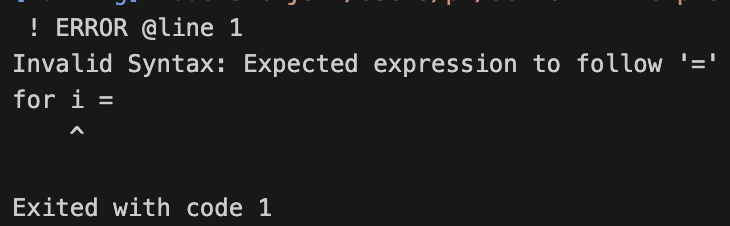 ! ERROR @line 1
Invalid Syntax: Expected expression to follow '='
for i =
^
Exited with code 1